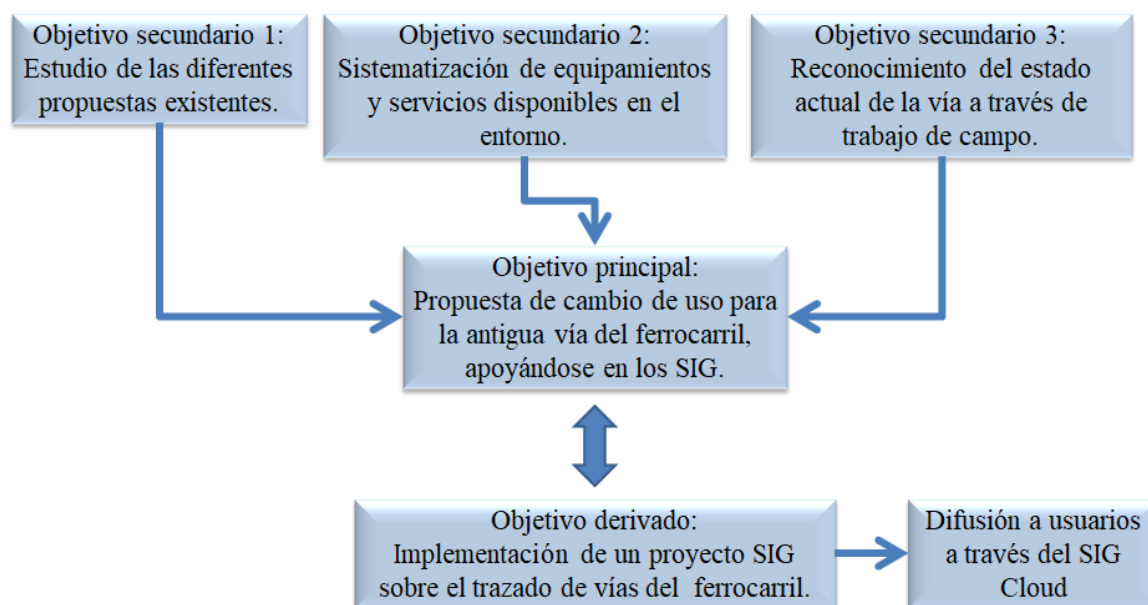 Objetivo secundario 1:
Estudio de las diferentes
propuestas existentes.
Objetivo secundario 2:
Sistematización de equipamientos
y servicios disponibles en el
entorno.
Objetivo secundario 3:
Reconocimiento del estado
actual de la vía a través de
trabajo de campo.
Objetivo principal:
Propuesta de cambio de uso para
la antigua vía del ferrocarril,
apoyándose en los SIG.
Objetivo derivado:
Implementación de un proyecto SIG
sobre el trazado de vías del ferrocarril.
Difusión a usuarios
a través del SIG
Cloud